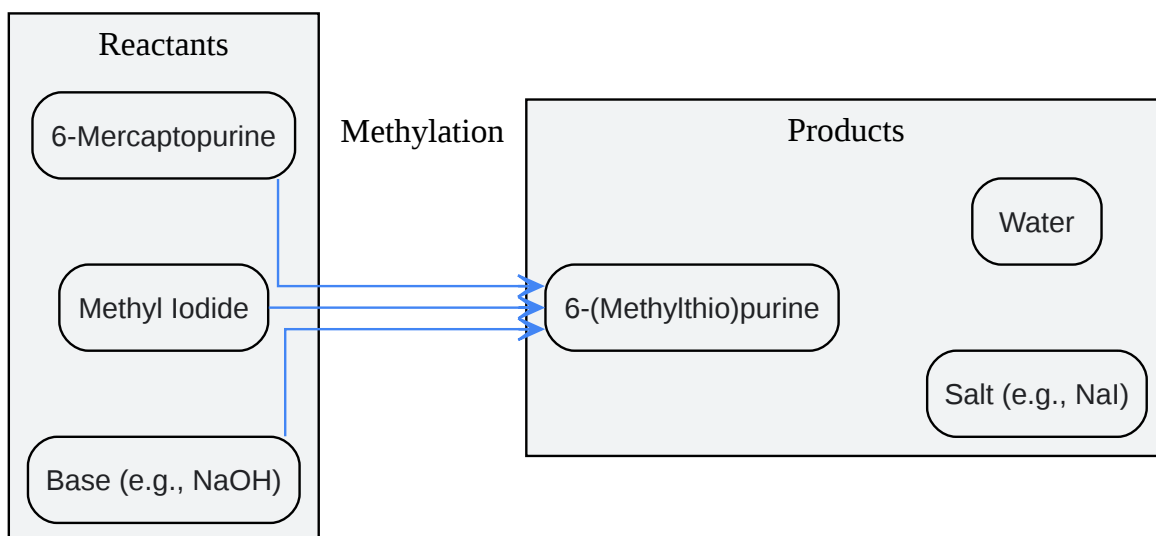 Reactants
6-Mercaptopurine
Methyl Iodide
Base (e.g., NaOH)
Methylation
Products
Water
6-(Methylthio)purine
Salt (e.g., NaI)